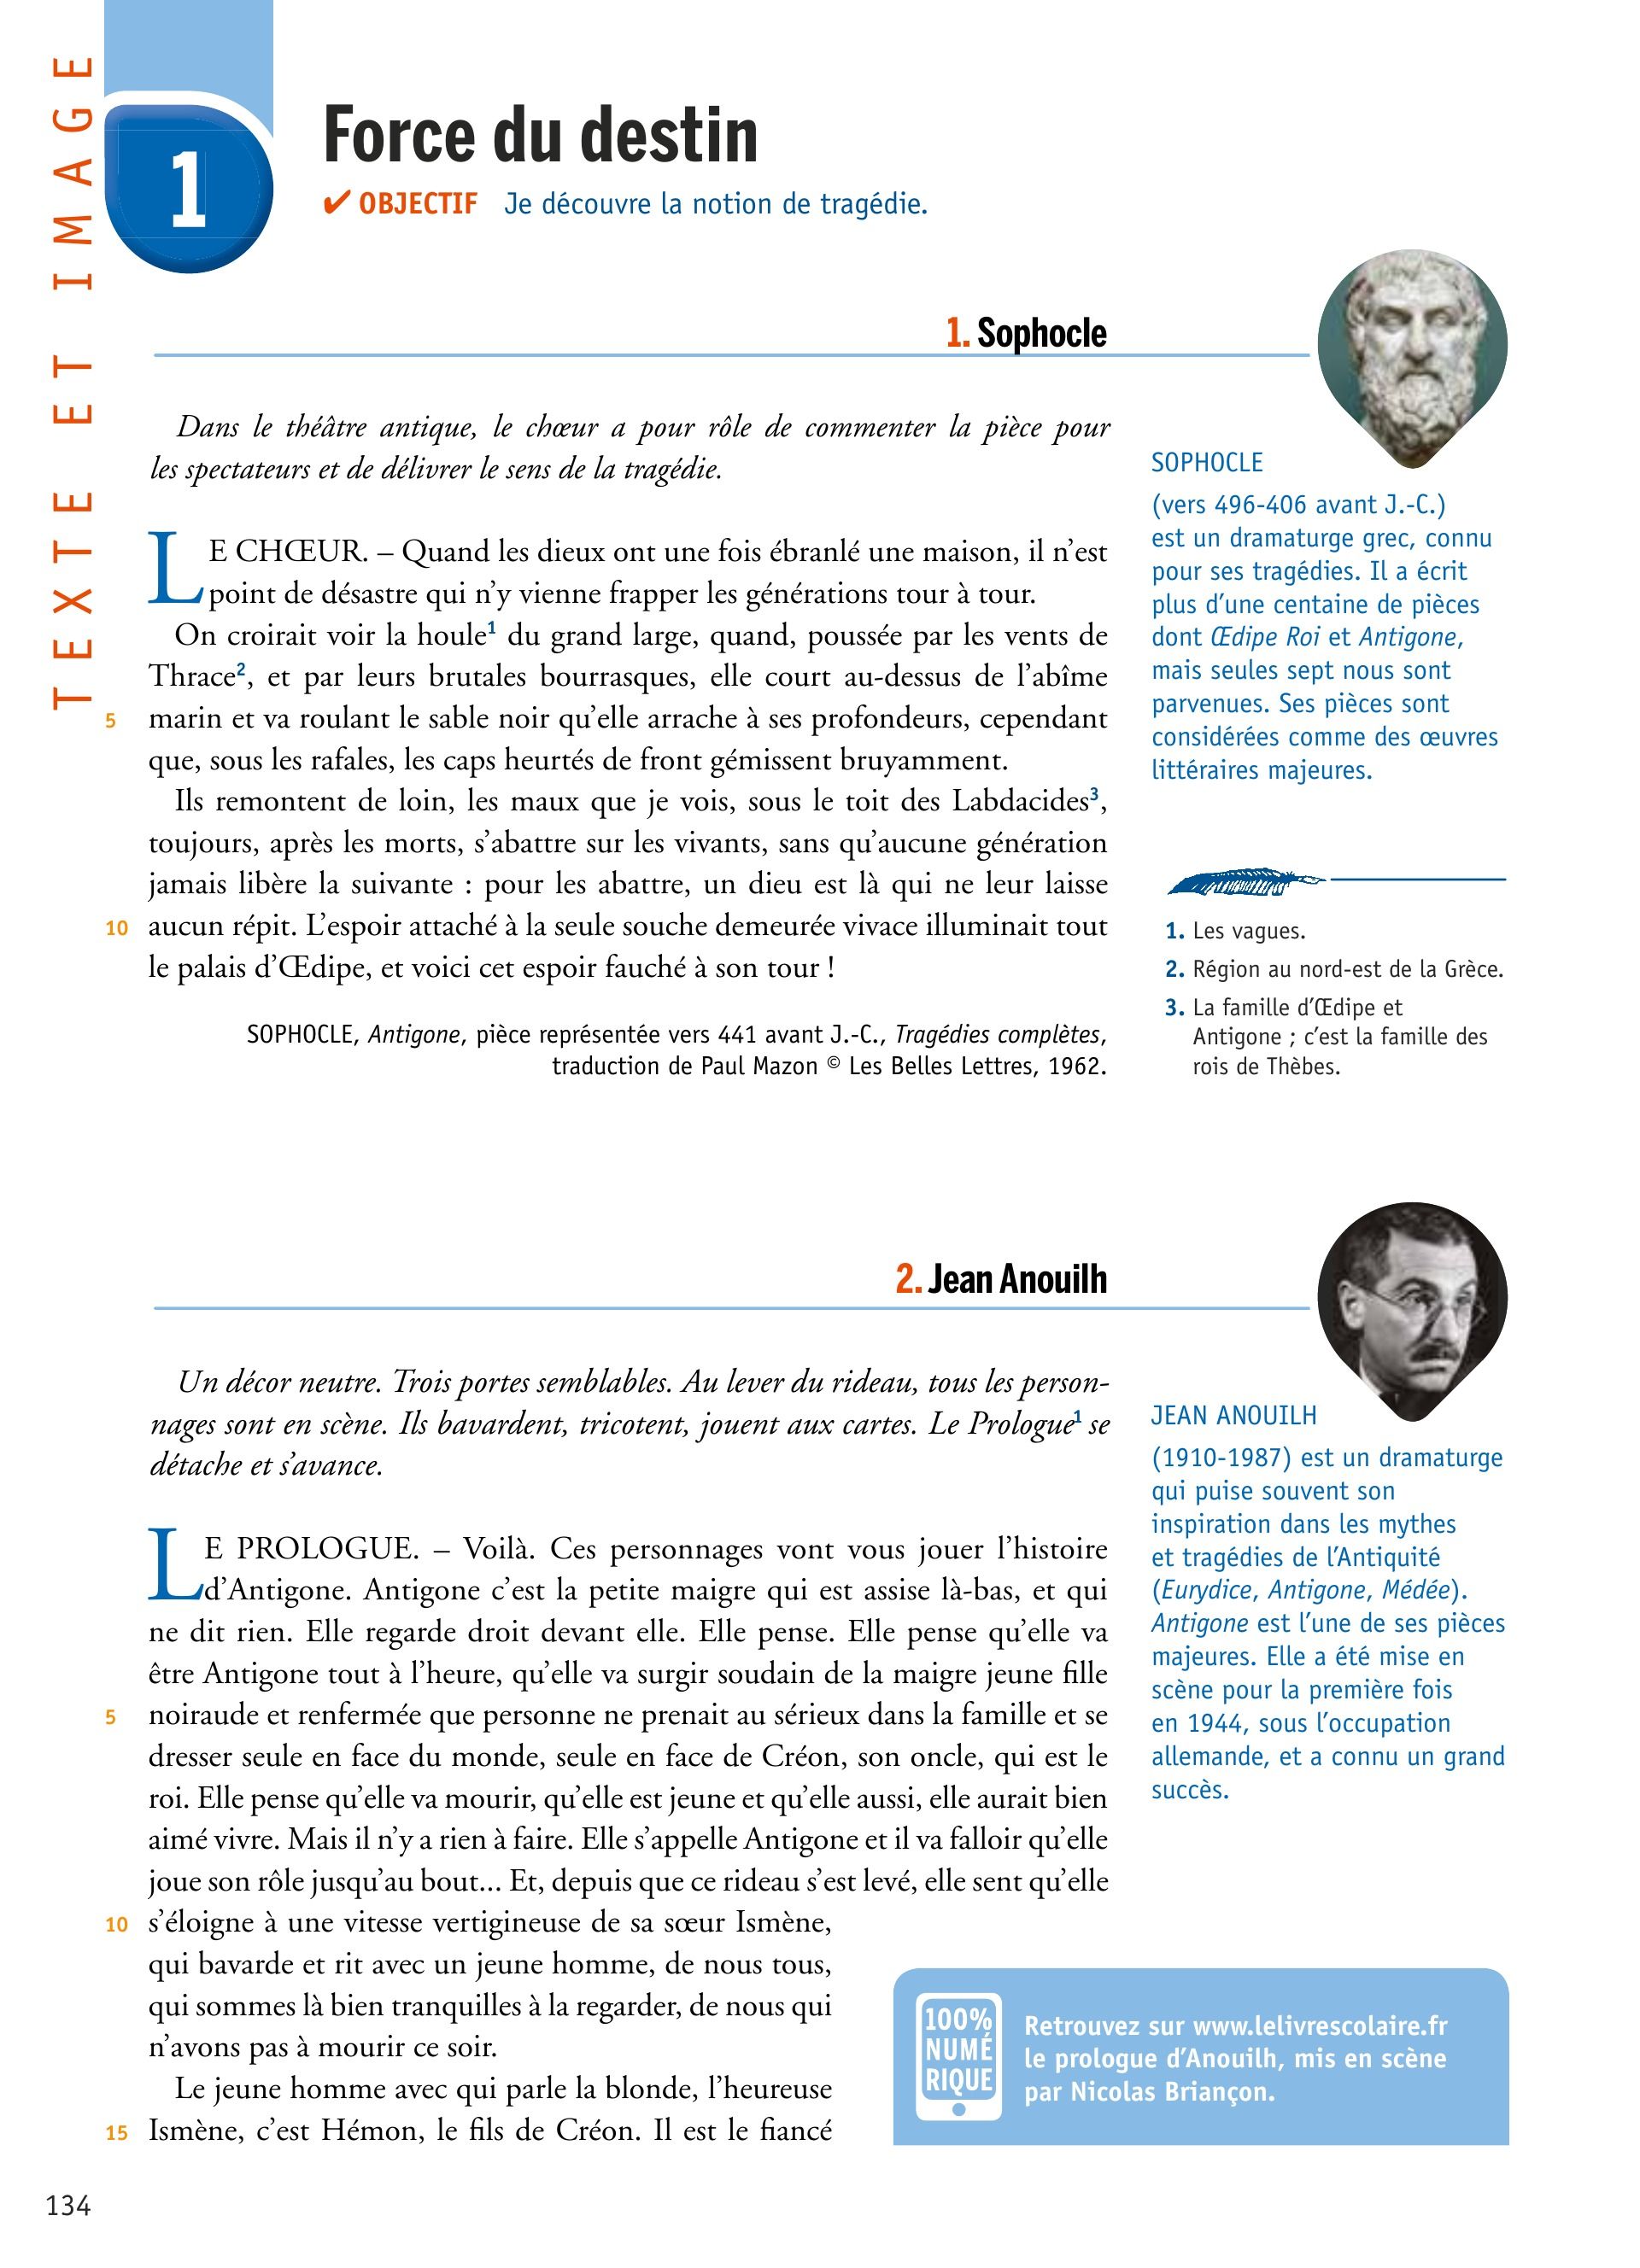 TEXTE ET IMAGE
1
Force du destin
✔ OBJECTIF Je découvre la notion de tragédie.
1. Sophocle
Dans le théâtre antique, le chœur a pour rôle de commenter la pièce pour
les spectateurs et de délivrer le sens de la tragédie.
LE CHŒUR. – Quand les dieux ont une fois ébranlé une maison, il n’est
point de désastre qui n’y vienne frapper les générations tour à tour.
On croirait voir la houle1 du grand large, quand, poussée par les vents de
Thrace2, et par leurs brutales bourrasques, elle court au-dessus de l’abîme
5 marin et va roulant le sable noir qu’elle arrache à ses profondeurs, cependant
que, sous les rafales, les caps heurtés de front gémissent bruyamment.
Ils remontent de loin, les maux que je vois, sous le toit des Labdacides3,
toujours, après les morts, s’abattre sur les vivants, sans qu’aucune génération
jamais libère la suivante : pour les abattre, un dieu est là qui ne leur laisse
10 aucun répit. L’espoir attaché à la seule souche demeurée vivace illuminait tout
le palais d’Œdipe, et voici cet espoir fauché à son tour !
SOPHOCLE, Antigone, pièce représentée vers 441 avant J.-C., Tragédies complètes,
traduction de Paul Mazon © Les Belles Lettres, 1962.
SOPHOCLE
(vers 496-406 avant J.-C.)
est un dramaturge grec, connu
pour ses tragédies. Il a écrit
plus d’une centaine de pièces
dont Œdipe Roi et Antigone,
mais seules sept nous sont
parvenues. Ses pièces sont
considérées comme des œuvres
littéraires majeures.
1. Les vagues.
2. Région au nord-est de la Grèce.
3. La famille d’Œdipe et
Antigone ; c’est la famille des
rois de Thèbes.
2. Jean Anouilh
Un décor neutre. Trois portes semblables. Au lever du rideau, tous les person-
nages sont en scène. Ils bavardent, tricotent, jouent aux cartes. Le Prologue1 se
détache et s’avance.
LE PROLOGUE. – Voilà. Ces personnages vont vous jouer l’histoire
d’Antigone. Antigone c’est la petite maigre qui est assise là-bas, et qui
ne dit rien. Elle regarde droit devant elle. Elle pense. Elle pense qu’elle va
être Antigone tout à l’heure, qu’elle va surgir soudain de la maigre jeune fille
5 noiraude et renfermée que personne ne prenait au sérieux dans la famille et se
dresser seule en face du monde, seule en face de Créon, son oncle, qui est le
roi. Elle pense qu’elle va mourir, qu’elle est jeune et qu’elle aussi, elle aurait bien
aimé vivre. Mais il n’y a rien à faire. Elle s’appelle Antigone et il va falloir qu’elle
joue son rôle jusqu’au bout... Et, depuis que ce rideau s’est levé, elle sent qu’elle
10 s’éloigne à une vitesse vertigineuse de sa sœur Ismène,
qui bavarde et rit avec un jeune homme, de nous tous,
qui sommes là bien tranquilles à la regarder, de nous qui
n’avons pas à mourir ce soir.
Le jeune homme avec qui parle la blonde, l’heureuse
15 Ismène, c’est Hémon, le fils de Créon. Il est le fiancé
JEAN ANOUILH
(1910-1987) est un dramaturge
qui puise souvent son
inspiration dans les mythes
et tragédies de l’Antiquité
(Eurydice, Antigone, Médée).
Antigone est l’une de ses pièces
majeures. Elle a été mise en
scène pour la première fois
en 1944, sous l’occupation
allemande, et a connu un grand
succès.
100%
NUMÉ
RIQUE
Retrouvez sur www.lelivrescolaire.fr
le prologue d’Anouilh, mis en scène
par Nicolas Briançon.
134